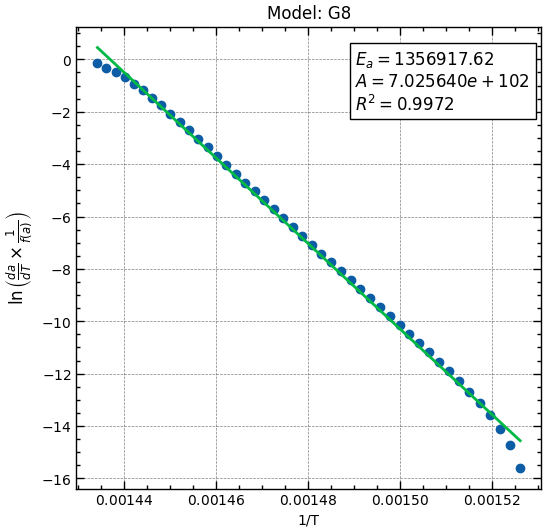 Model: G8
E_a = 1356917.62
A = 7.025640e + 102
R^2 = 0.9972
ln(da/dT × 1/f(a))
0
−2
−4
−6
−8
−10
−12
−14
−16
0.00144 0.00146 0.00148 0.00150 0.00152
1/T